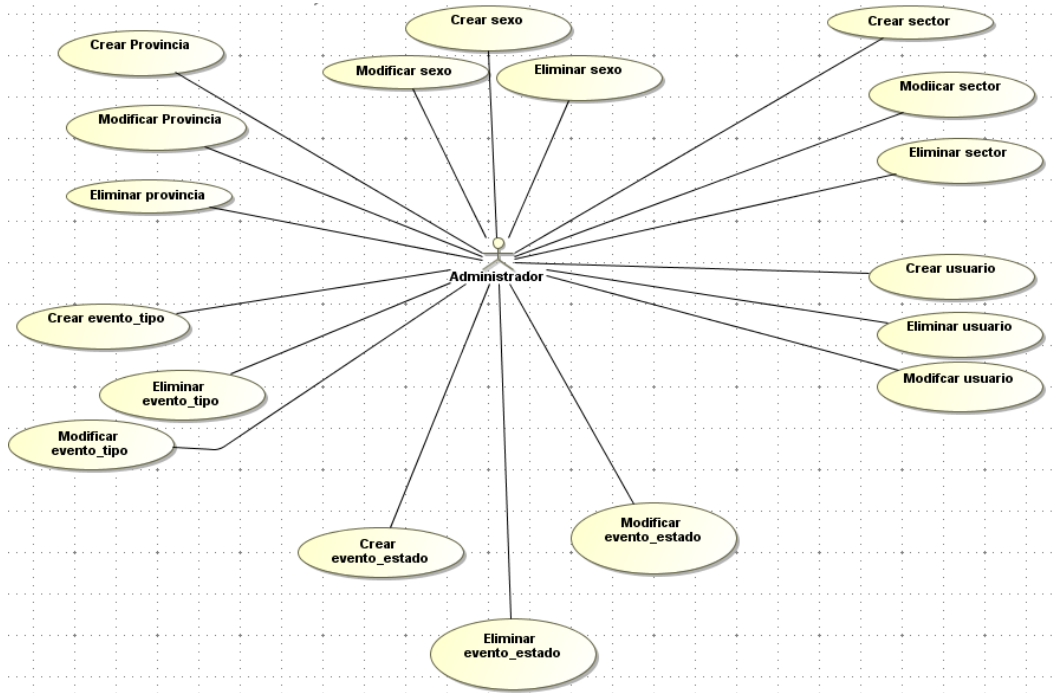 Crear sexo
Crear sector
Crear Provincia
Modificar sexo
Eliminar sexo
Modiicar sector
Modificar Provincia
Eliminar sector
Eliminar provincia
Administrador
Crear usuario
Crear evento_tipo
Eliminar usuario
Modifcar usuario
Eliminar
evento_tipo
Modificar
evento_tipo
Modificar
evento_estado
Crear
evento_estado
Eliminar
evento_estado